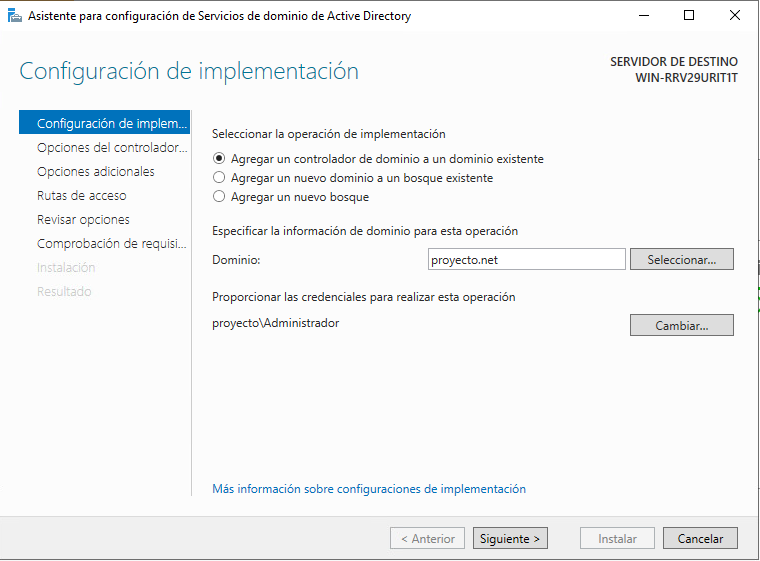 Asistente para configuración de Servicios de dominio de Active Directory
Configuración de implementación
SERVIDOR DE DESTINO
WIN-RRV29URIT1T
Configuración de implem...
Opciones del controlador...
Opciones adicionales
Rutas de acceso
Revisar opciones
Comprobación de requisi...
Instalación
Resultado
Seleccionar la operación de implementación
Agregar un controlador de dominio a un dominio existente
Agregar un nuevo dominio a un bosque existente
Agregar un nuevo bosque
Especificar la información de dominio para esta operación
Dominio: proyecto.net Seleccionar...
Proporcionar las credenciales para realizar esta operación
proyecto\Administrador Cambiar...
Más información sobre configuraciones de implementación
< Anterior Siguiente > Instalar Cancelar